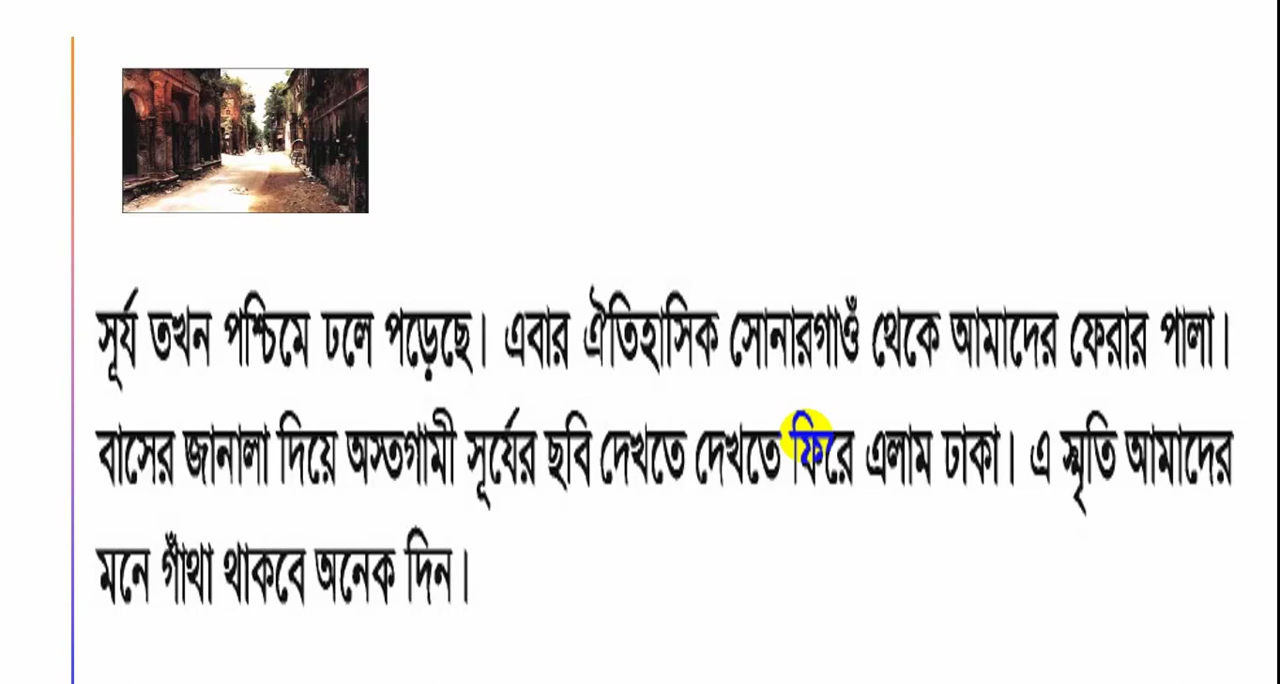 সূর্য তখন পশ্চিমে ঢলে পড়েছে। এবার ঐতিহাসিক সোনারগাওঁ থেকে আমাদের ফেরার পালা।
বাসের জানালা দিয়ে অস্তগামী সূর্যের ছবি দেখতে দেখতে ফিরে এলাম ঢাকা। এ স্মৃতি আমাদের
মনে গাঁথা থাকবে অনেক দিন।